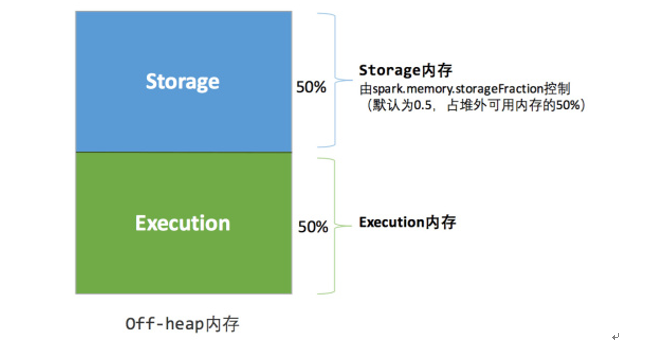 Storage
50%
Storage内存
由spark.memory.storageFraction控制
（默认为0.5，占堆外可用内存的50%）
Execution
50%
Execution内存
Off-heap内存